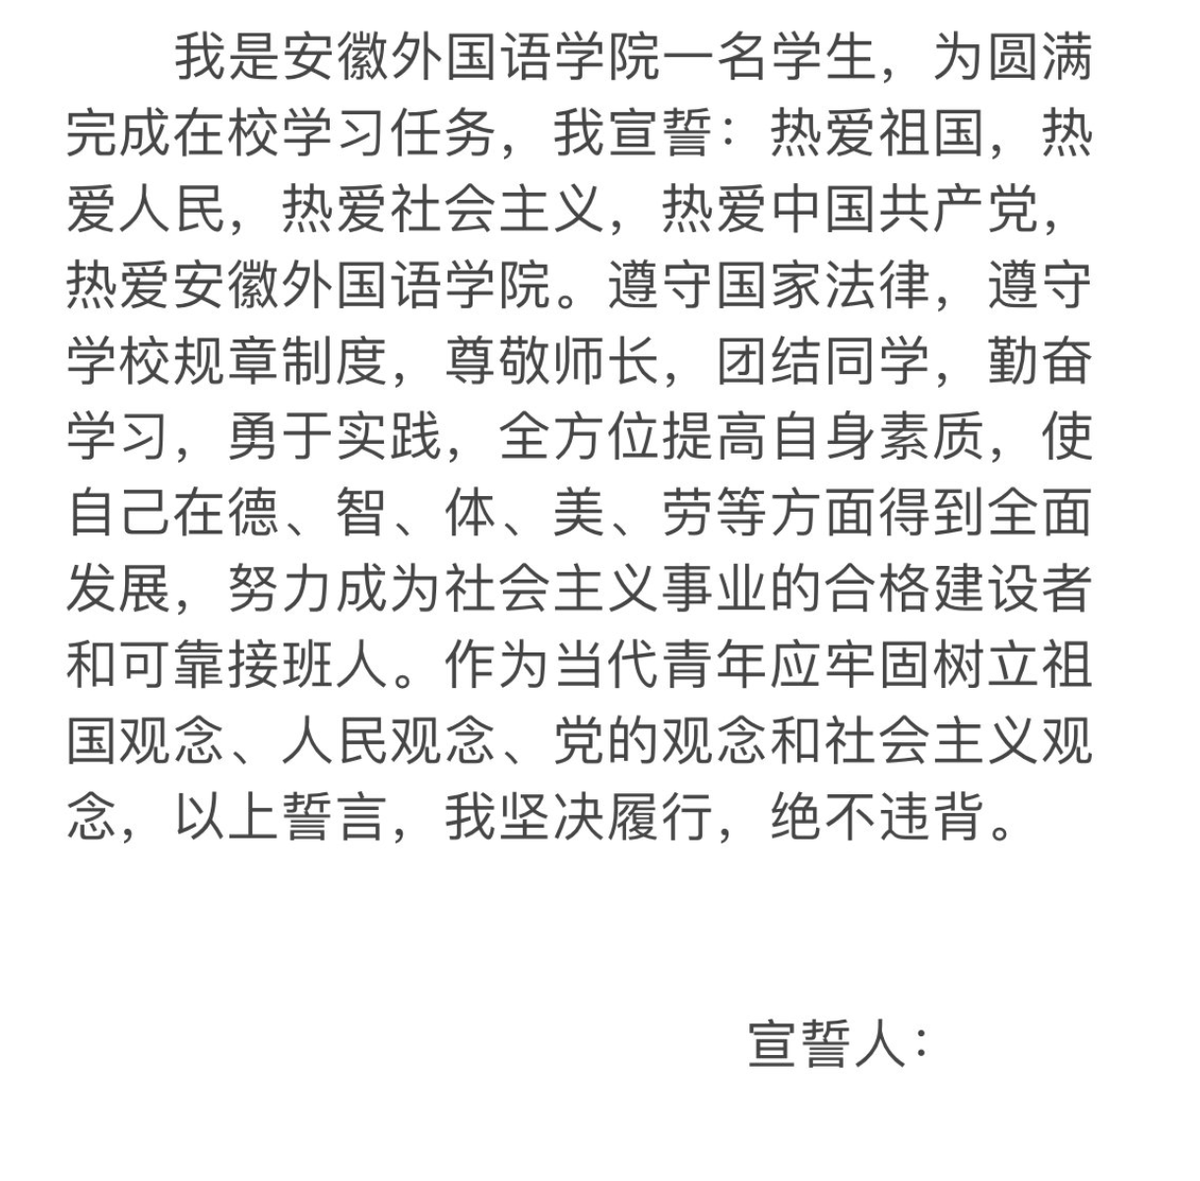 我是安徽外国语学院一名学生，为圆满
完成在校学习任务，我宣誓：热爱祖国，热
爱人民，热爱社会主义，热爱中国共产党，
热爱安徽外国语学院。遵守国家法律，遵守
学校规章制度，尊敬师长，团结同学，勤奋
学习，勇于实践，全方位提高自身素质，使
自己在德、智、体、美、劳等方面得到全面
发展，努力成为社会主义事业的合格建设者
和可靠接班人。作为当代青年应牢固树立祖
国观念、人民观念、党的观念和社会主义观
念，以上誓言，我坚决履行，绝不违背。
宣誓人：